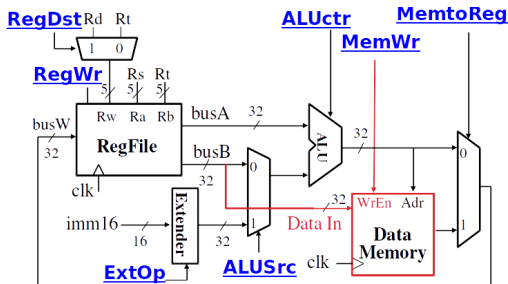 RegDst Rd Rt
1 0
ALUctr
MemtoReg
MemWr
RegWr
5 Rs 5 Rt 5
Rw Ra Rb
RegFile
busW
32
clk
busA 32
busB
32
0
1
ALU
32
0
1
imm16
16
Extender
32
ExtOp
ALUSrc
32
Data In
WrEn Adr
Data
Memory
clk